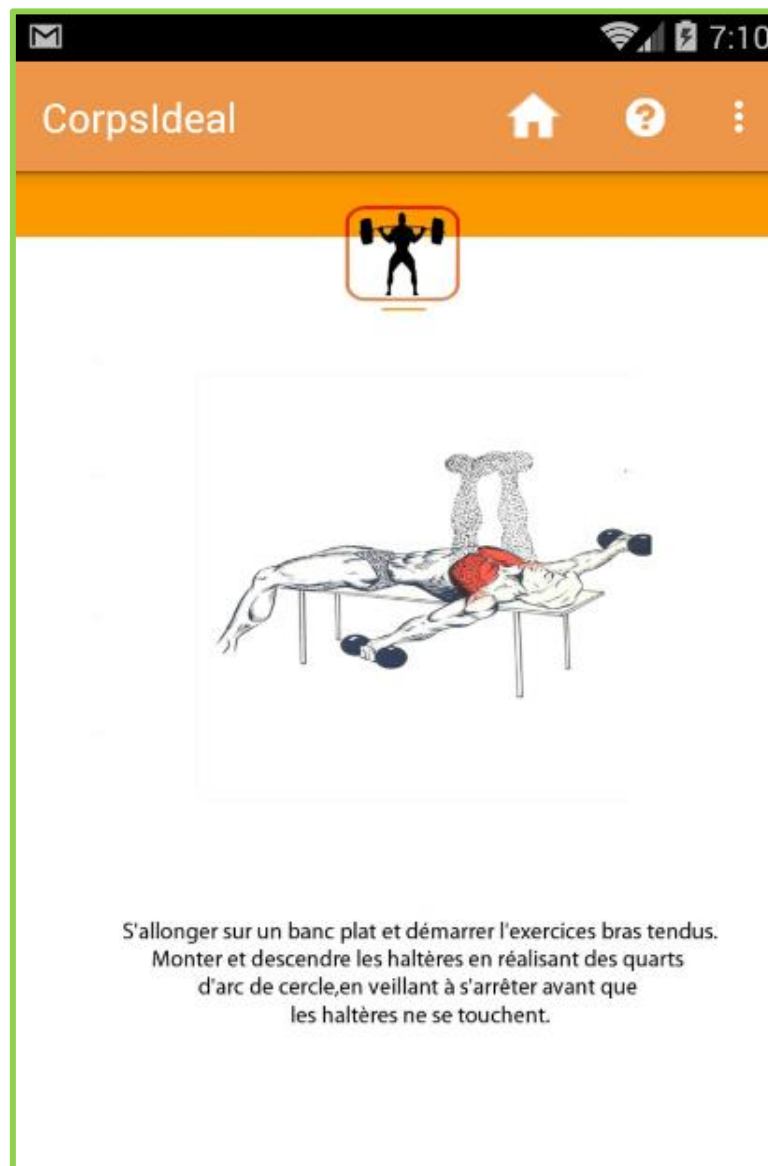 7:10
CorpsIdeal
S'allonger sur un banc plat et démarrer l'exercices bras tendus.
Monter et descendre les haltères en réalisant des quarts
d'arc de cercle,en veillant à s'arrêter avant que
les haltères ne se touchent.